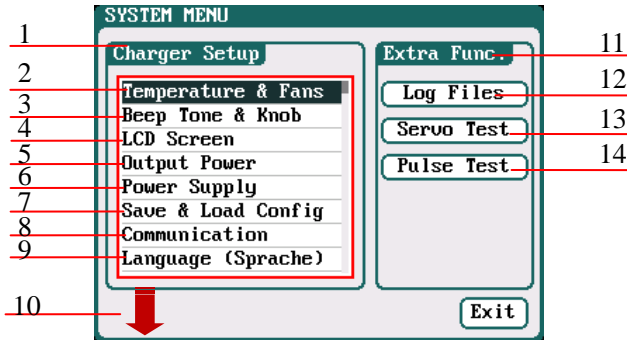 SYSTEM MENU
1 Charger Setup Extra Func. 11
2 Temperature & Fans Log Files 12
3 Beep Tone & Knob Servo Test 13
4 LCD Screen Pulse Test 14
5 Output Power
6 Power Supply
7 Save & Load Config
8 Communication
9 Language (Sprache)
10 Exit